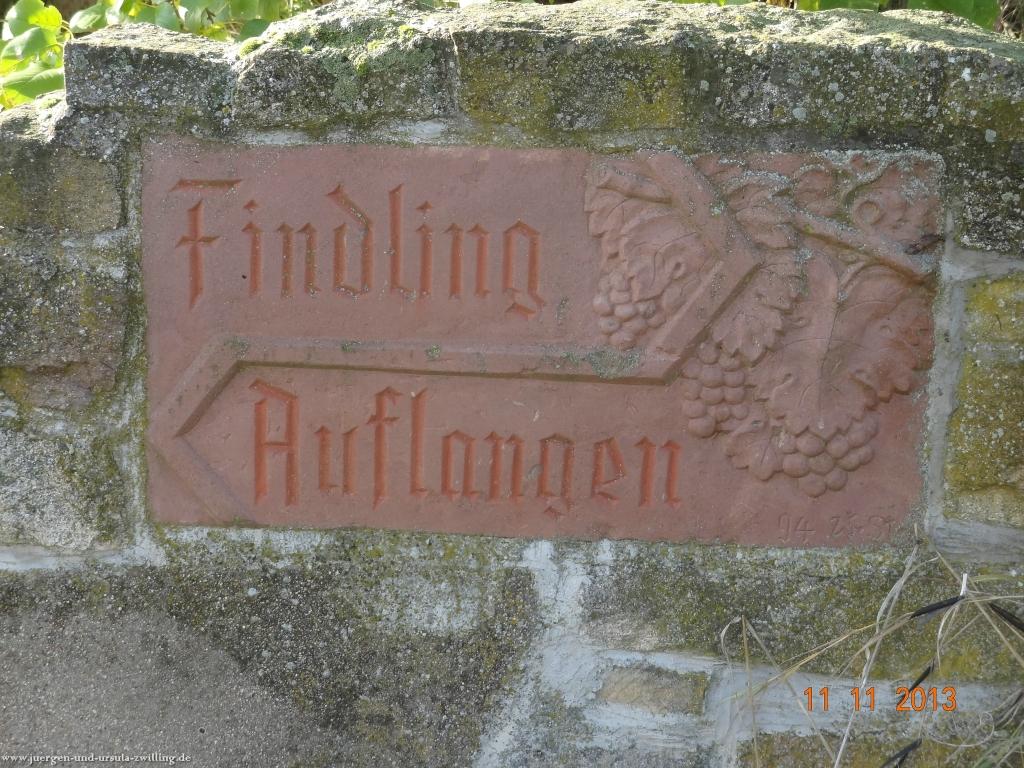 Findling
Auflangen
11 11 2013
www.juergen-und-ursula-zwilling.de